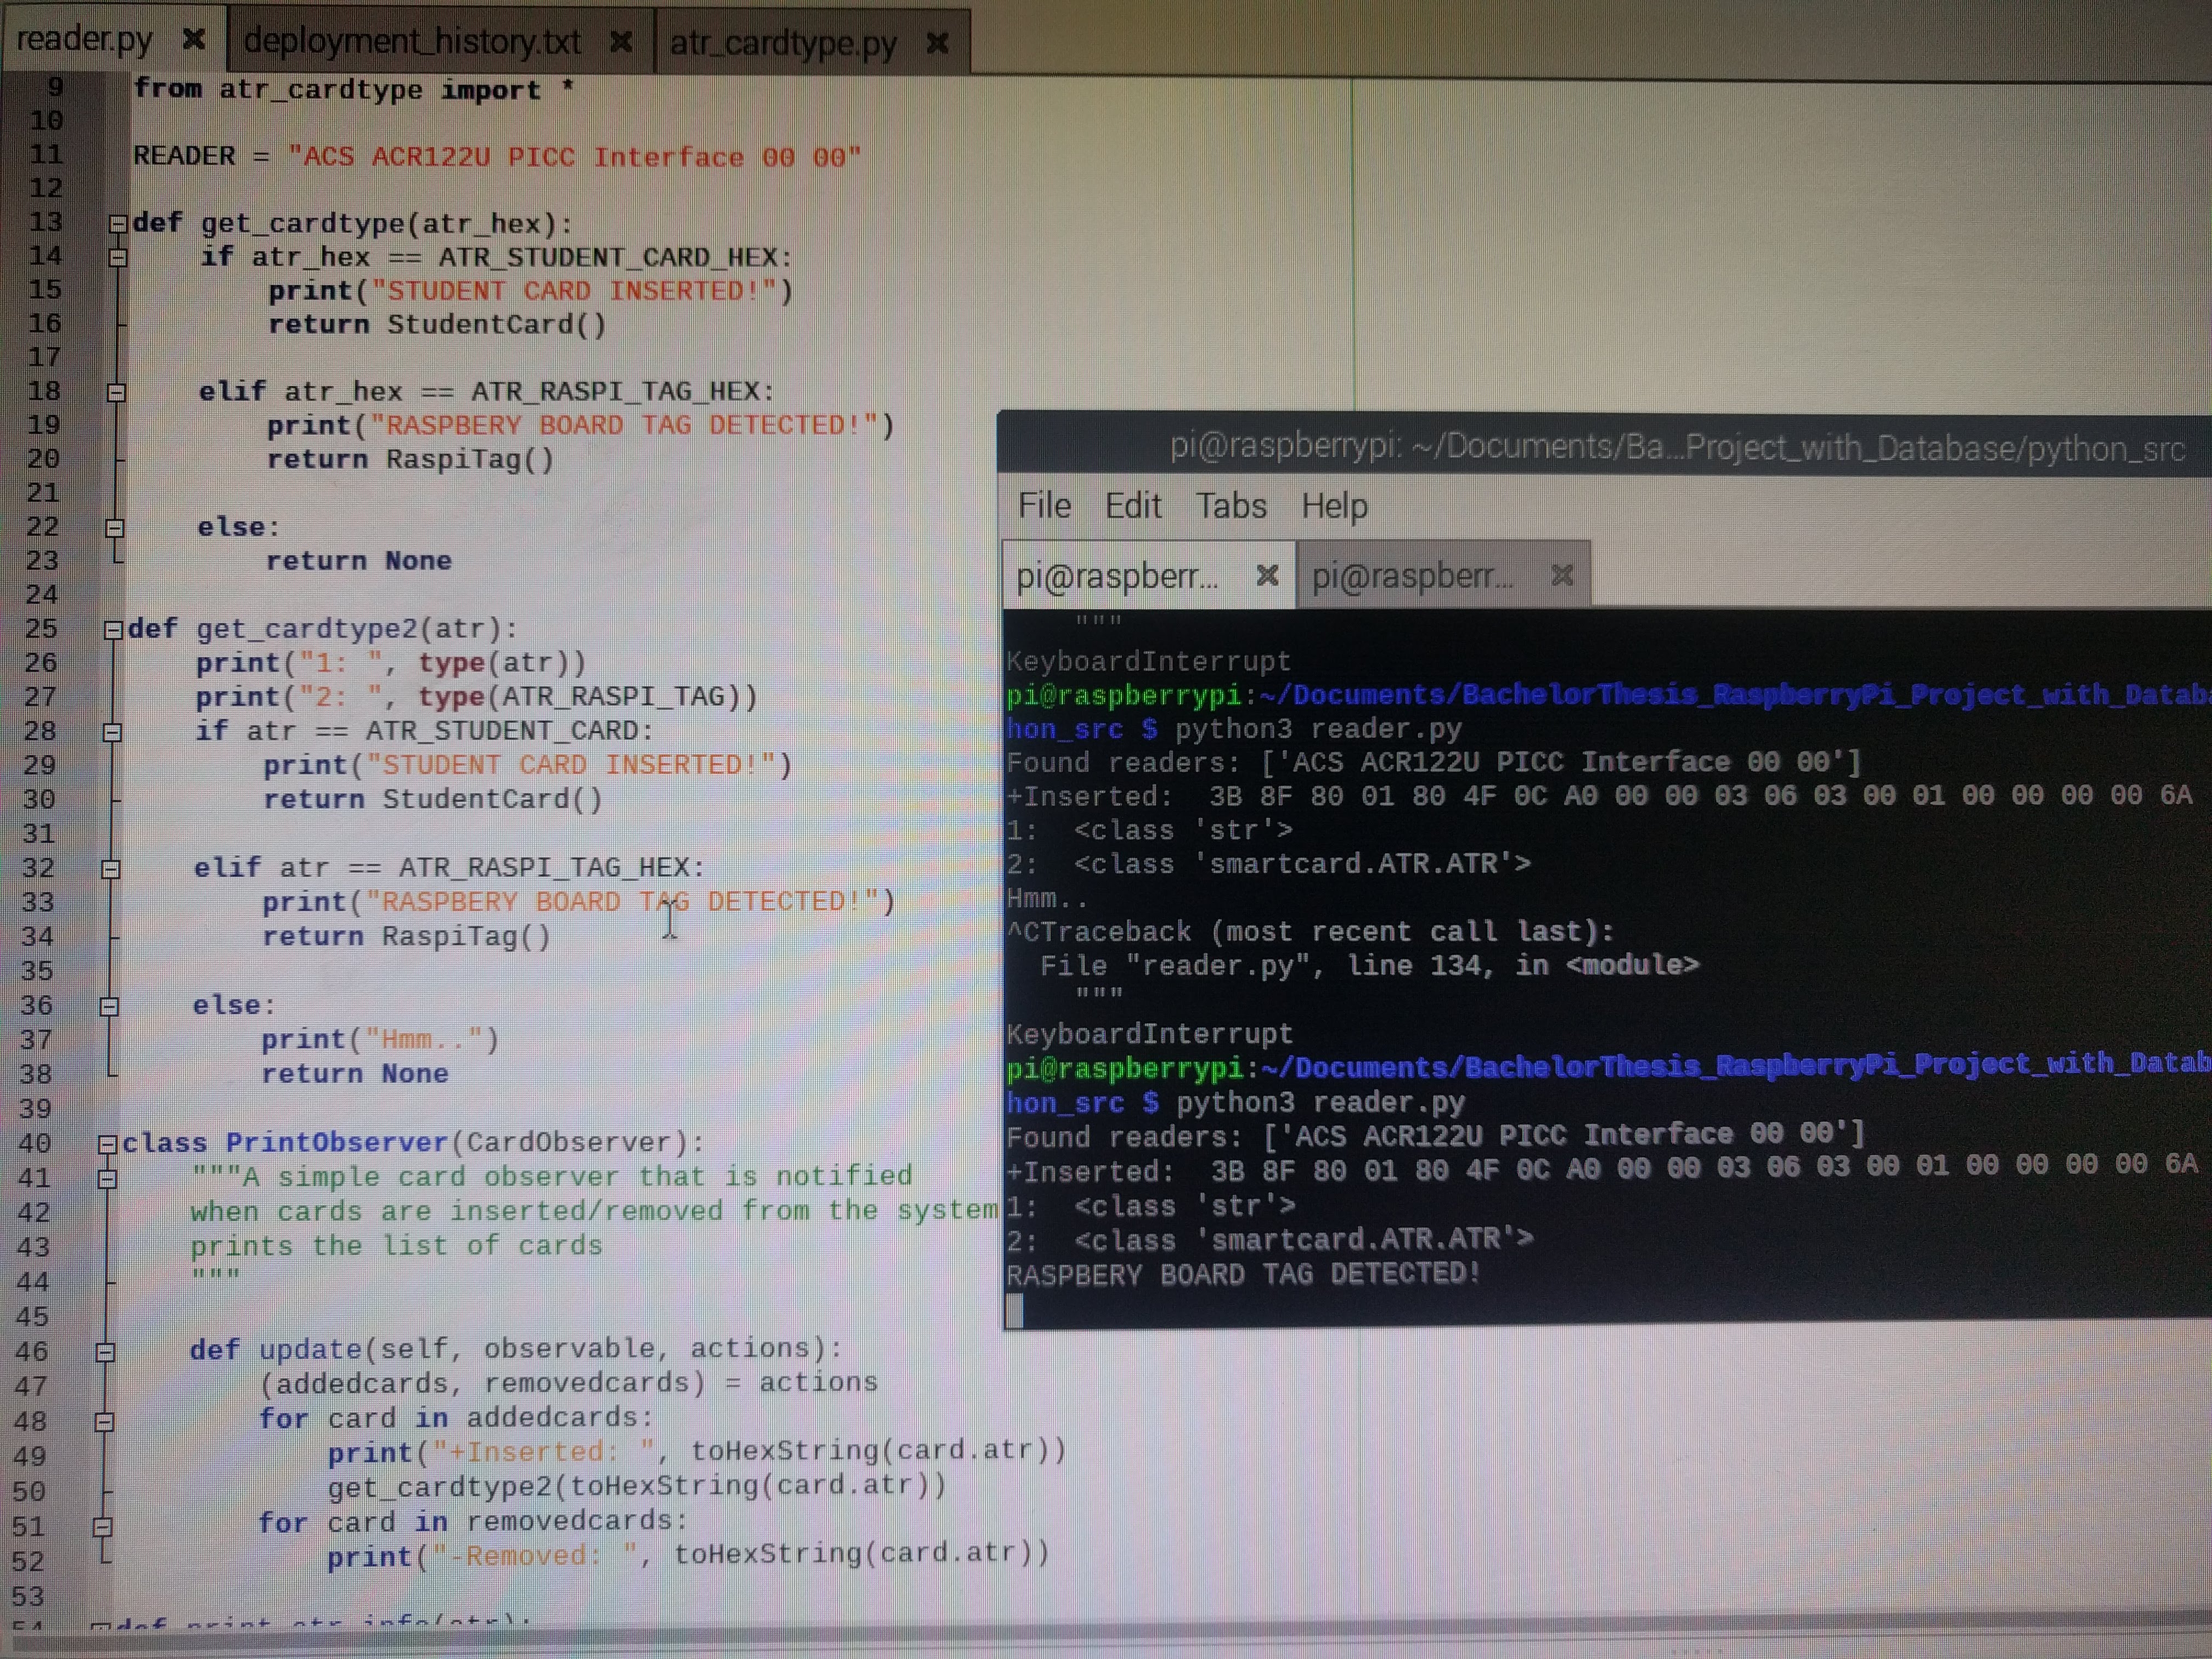 reader.py ✖ deployment_history.txt ✖ atr_cardtype.py ✖
9 from atr_cardtype import *
10
11 READER = "ACS ACR122U PICC Interface 00 00"
12
13 def get_cardtype(atr_hex):
14 if atr_hex == ATR_STUDENT_CARD_HEX:
15 print("STUDENT CARD INSERTED!")
16 return StudentCard()
17
18 elif atr_hex == ATR_RASPI_TAG_HEX:
19 print("RASPBERY BOARD TAG DETECTED!")
20 return RaspiTag()
21
22 else:
23 return None
24
25 def get_cardtype2(atr):
26 print("1: ", type(atr))
27 print("2: ", type(ATR_RASPI_TAG))
28 if atr == ATR_STUDENT_CARD:
29 print("STUDENT CARD INSERTED!")
30 return StudentCard()
31
32 elif atr == ATR_RASPI_TAG_HEX:
33 print("RASPBERY BOARD TAG DETECTED!")
34 return RaspiTag()
35
36 else:
37 print("Hmm..")
38 return None
39
40 class PrintObserver(CardObserver):
41 """A simple card observer that is notified
42 when cards are inserted/removed from the system
43 prints the list of cards
44 """
45
46 def update(self, observable, actions):
47 (addedcards, removedcards) = actions
48 for card in addedcards:
49 print("+Inserted: ", toHexString(card.atr))
50 get_cardtype2(toHexString(card.atr))
51 for card in removedcards:
52 print("-Removed: ", toHexString(card.atr))
53
54 def print_atr_info(atr):
pi@raspberrypi: ~/Documents/Ba...Project_with_Database/python_src
File Edit Tabs Help
pi@raspberr... ✖ pi@raspberr... ✖
"""
KeyboardInterrupt
pi@raspberrypi:~/Documents/BachelorThesis_RaspberryPi_Project_with_Datab
hon_src $ python3 reader.py
Found readers: ['ACS ACR122U PICC Interface 00 00']
+Inserted: 3B 8F 80 01 80 4F 0C A0 00 00 03 06 03 00 01 00 00 00 00 6A
1: <class 'str'>
2: <class 'smartcard.ATR.ATR'>
Hmm..
^CTraceback (most recent call last):
File "reader.py", line 134, in <module>
"""
KeyboardInterrupt
pi@raspberrypi:~/Documents/BachelorThesis_RaspberryPi_Project_with_Datab
hon_src $ python3 reader.py
Found readers: ['ACS ACR122U PICC Interface 00 00']
+Inserted: 3B 8F 80 01 80 4F 0C A0 00 00 03 06 03 00 01 00 00 00 00 6A
1: <class 'str'>
2: <class 'smartcard.ATR.ATR'>
RASPBERY BOARD TAG DETECTED!